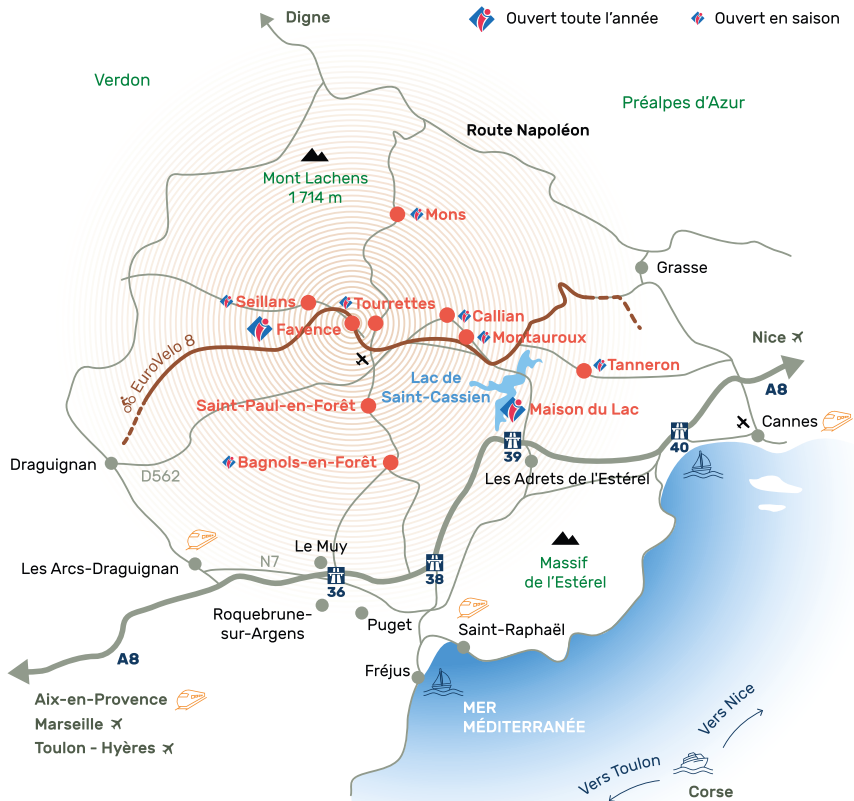 Digne
Ouvert toute l'année
Ouvert en saison
Verdon
Préalpes d'Azur
Route Napoléon
Mont Lachens
1 714 m
Mons
Grasse
Seillans
Tourrettes
Callian
Fayence
Montauroux
Nice
EuroVelo 8
Tanneron
Lac de
Saint-Cassien
A8
Saint-Paul-en-Forêt
Maison du Lac
Cannes
40
39
Draguignan
Bagnols-en-Forêt
D562
Les Adrets de l'Estérel
Le Muy
N7
Les Arcs-Draguignan
Massif
de l'Estérel
38
36
Roquebrune-
sur-Argens
Puget
Saint-Raphaël
A8
Fréjus
Aix-en-Provence
Marseille
Toulon - Hyères
MER
MÉDITERRANÉE
Vers Nice
Vers Toulon
Corse